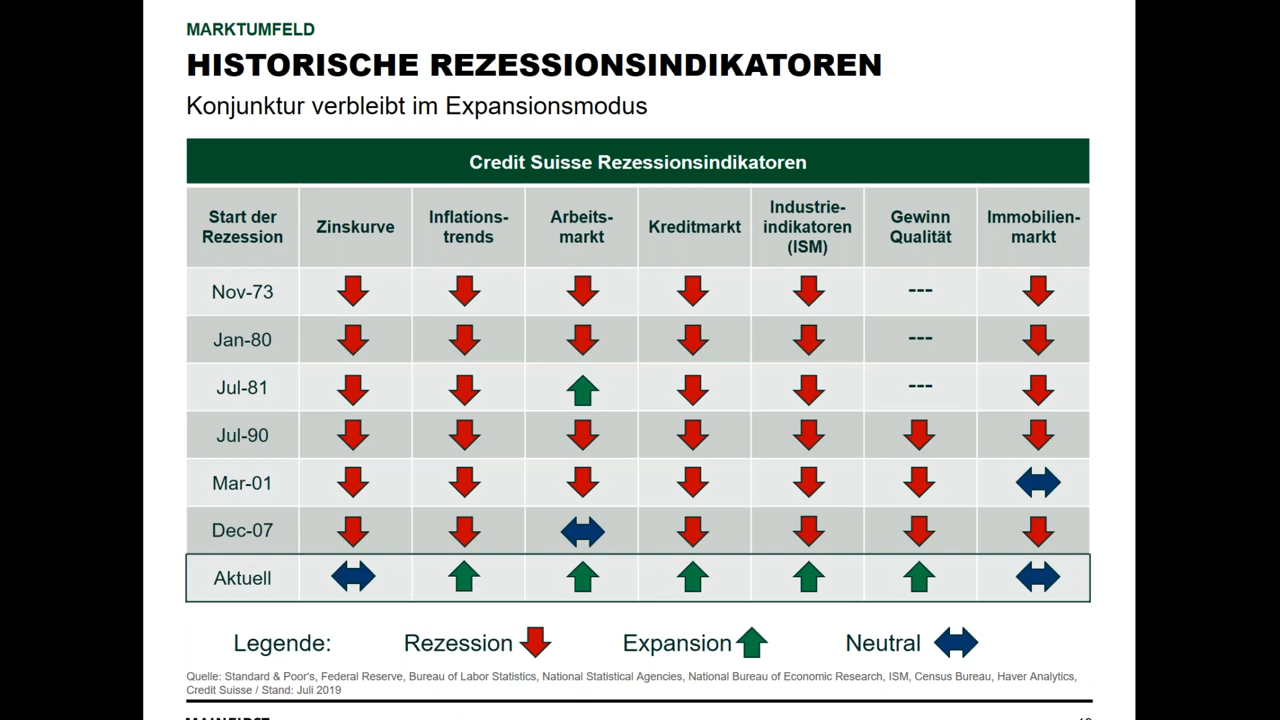 MARKTUMFELD
HISTORISCHE REZESSIONSINDIKATOREN
Konjunktur verbleibt im Expansionsmodus
Credit Suisse Rezessionsindikatoren
Start der Rezession Zinskurve Inflations-trends Arbeits-markt Kreditmarkt Industrie-indikatoren (ISM) Gewinn Qualität Immobilien-markt
Nov-73 ---
Jan-80 ---
Jul-81 ---
Jul-90
Mar-01
Dec-07
Aktuell
Legende: Rezession Expansion Neutral
Quelle: Standard & Poor's, Federal Reserve, Bureau of Labor Statistics, National Statistical Agencies, National Bureau of Economic Research, ISM, Census Bureau, Haver Analytics,
Credit Suisse / Stand: Juli 2019